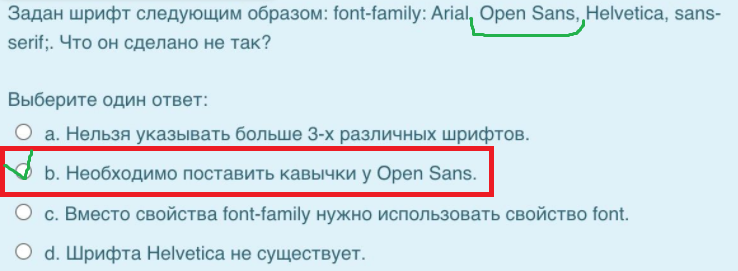 Задан шрифт следующим образом: font-family: Arial, Open Sans, Helvetica, sans-
serif;. Что он сделано не так?
Выберите один ответ:
a. Нельзя указывать больше 3-х различных шрифтов.
b. Необходимо поставить кавычки у Open Sans.
c. Вместо свойства font-family нужно использовать свойство font.
d. Шрифта Helvetica не существует.